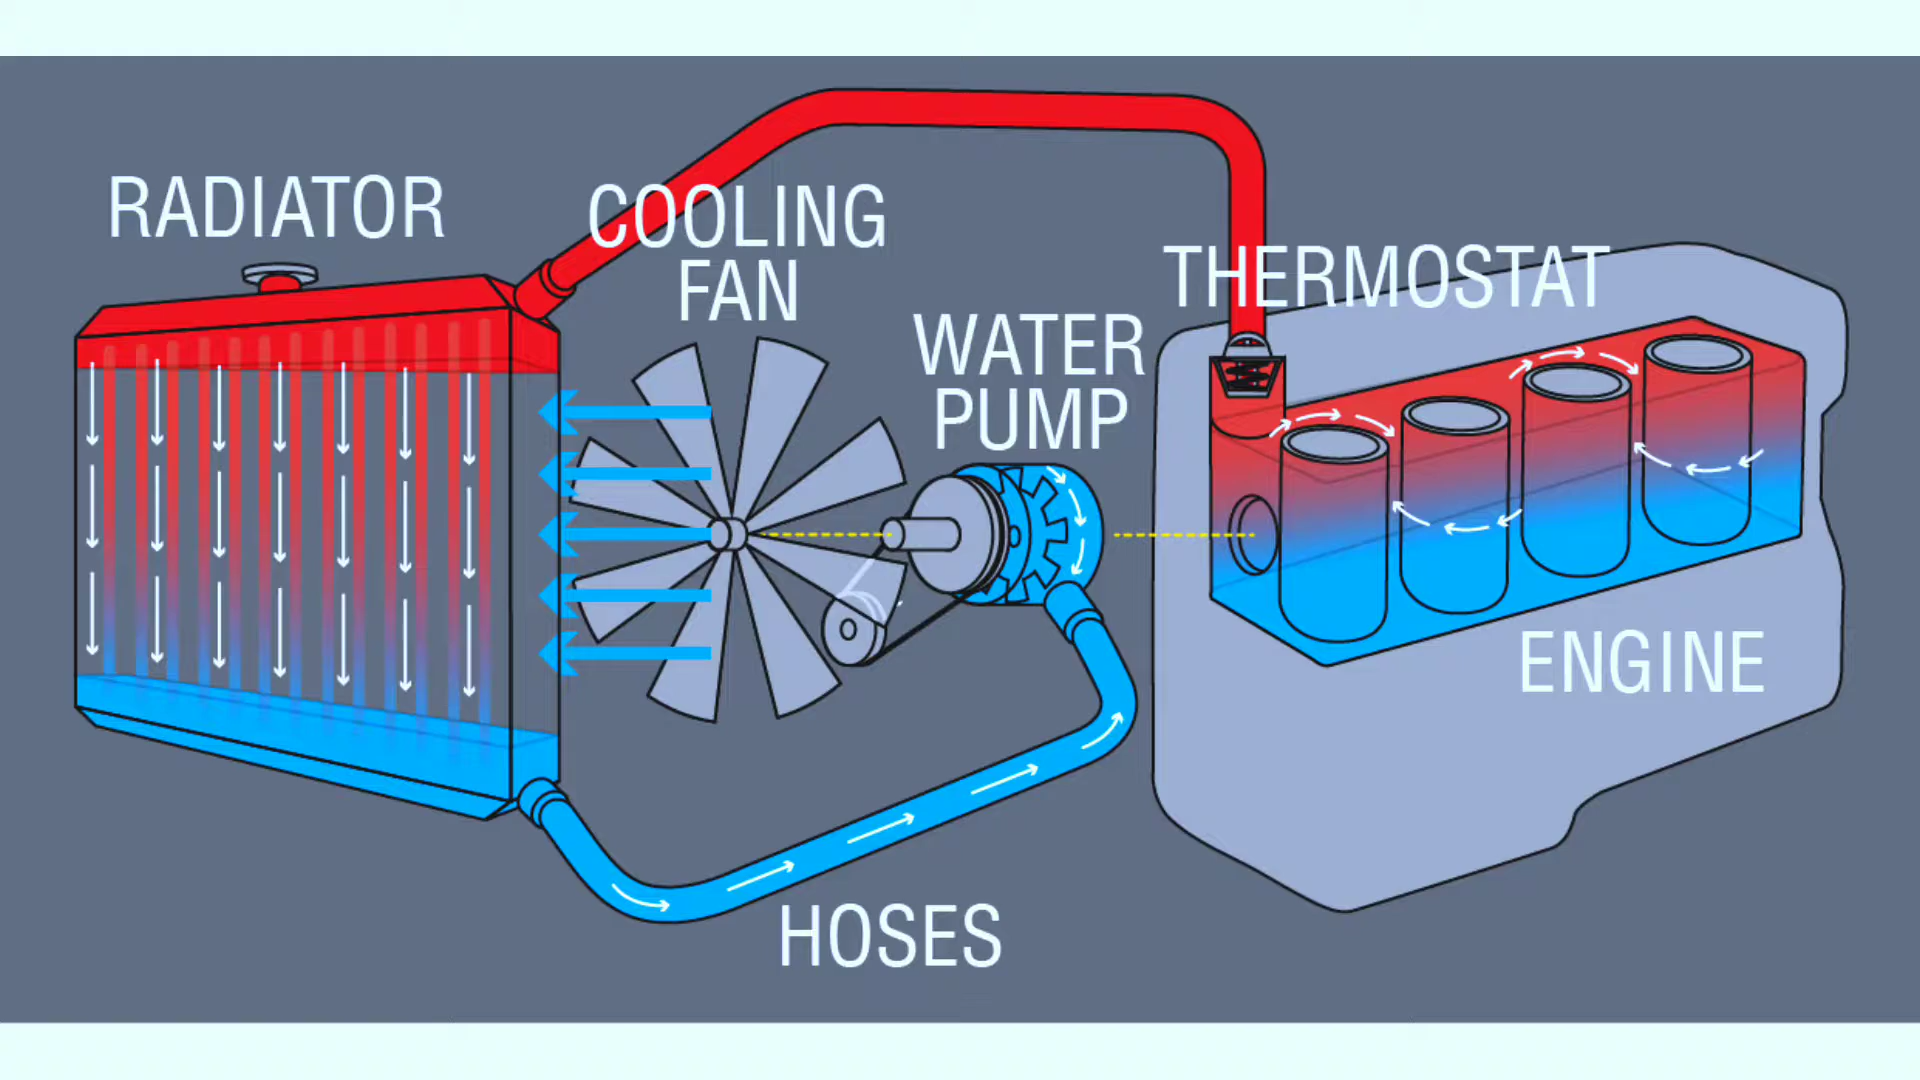 RADIATOR
COOLING
FAN
WATER
PUMP
THERMOSTAT
ENGINE
HOSES